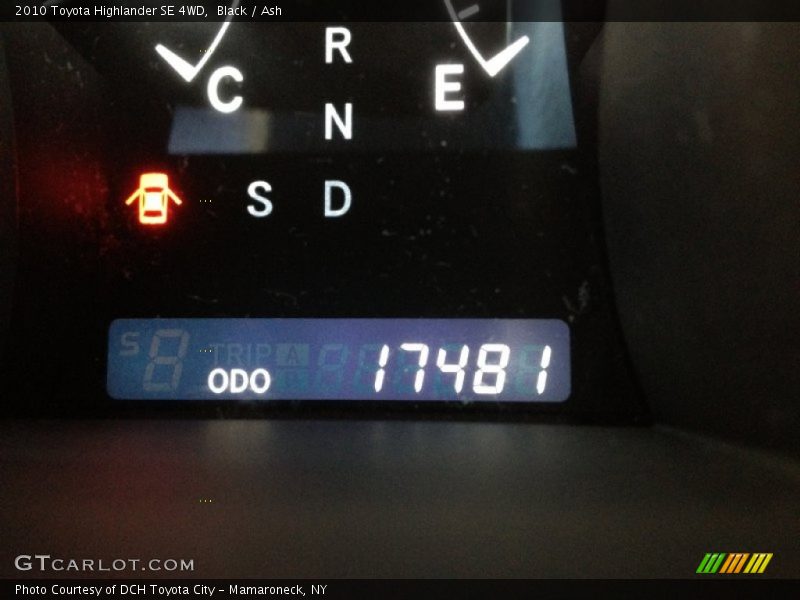 2010 Toyota Highlander SE 4WD, Black / Ash
R
C E
N
S D
S 8 TRIP A
ODO 17481
GTCARLOT.COM
Photo Courtesy of DCH Toyota City - Mamaroneck, NY